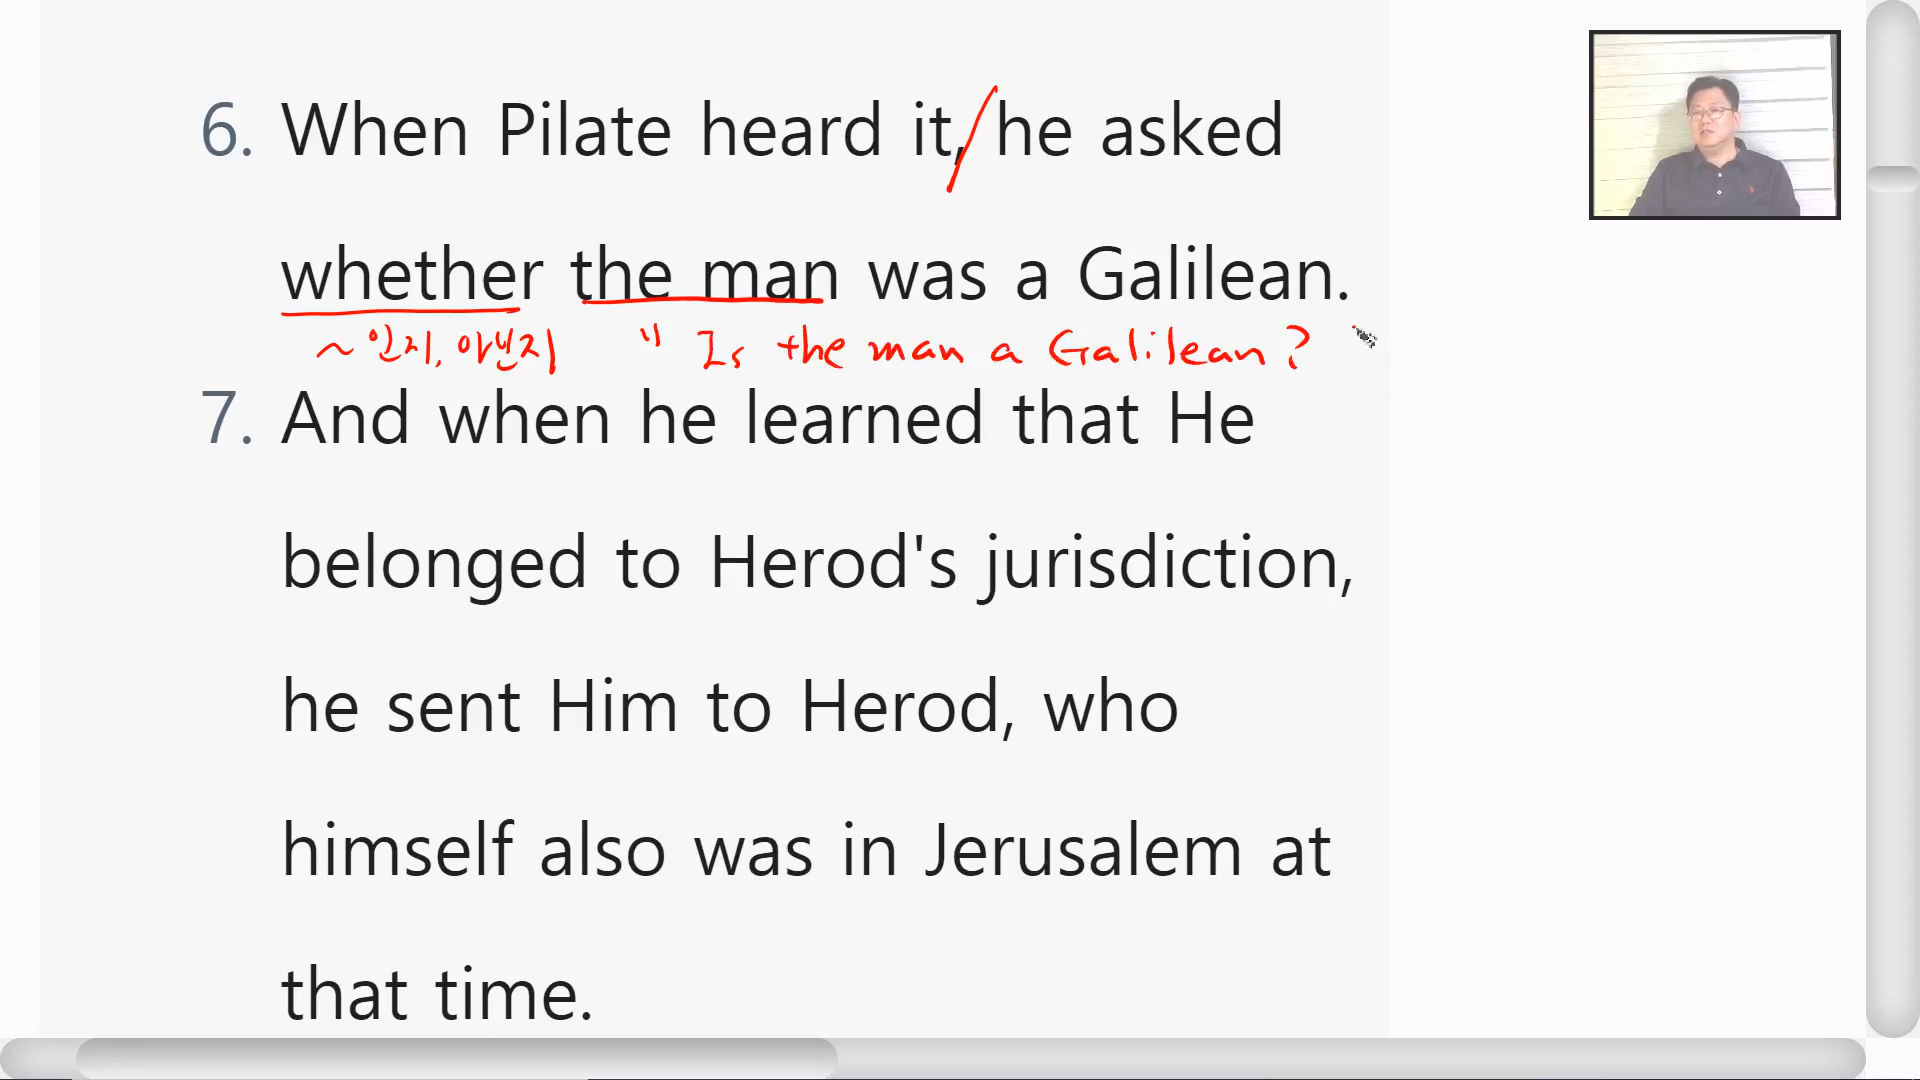 6. When Pilate heard it, he asked
whether the man was a Galilean.
~ 인지, 아닌지 " Is the man a Galilean?
7. And when he learned that He
belonged to Herod's jurisdiction,
he sent Him to Herod, who
himself also was in Jerusalem at
that time.